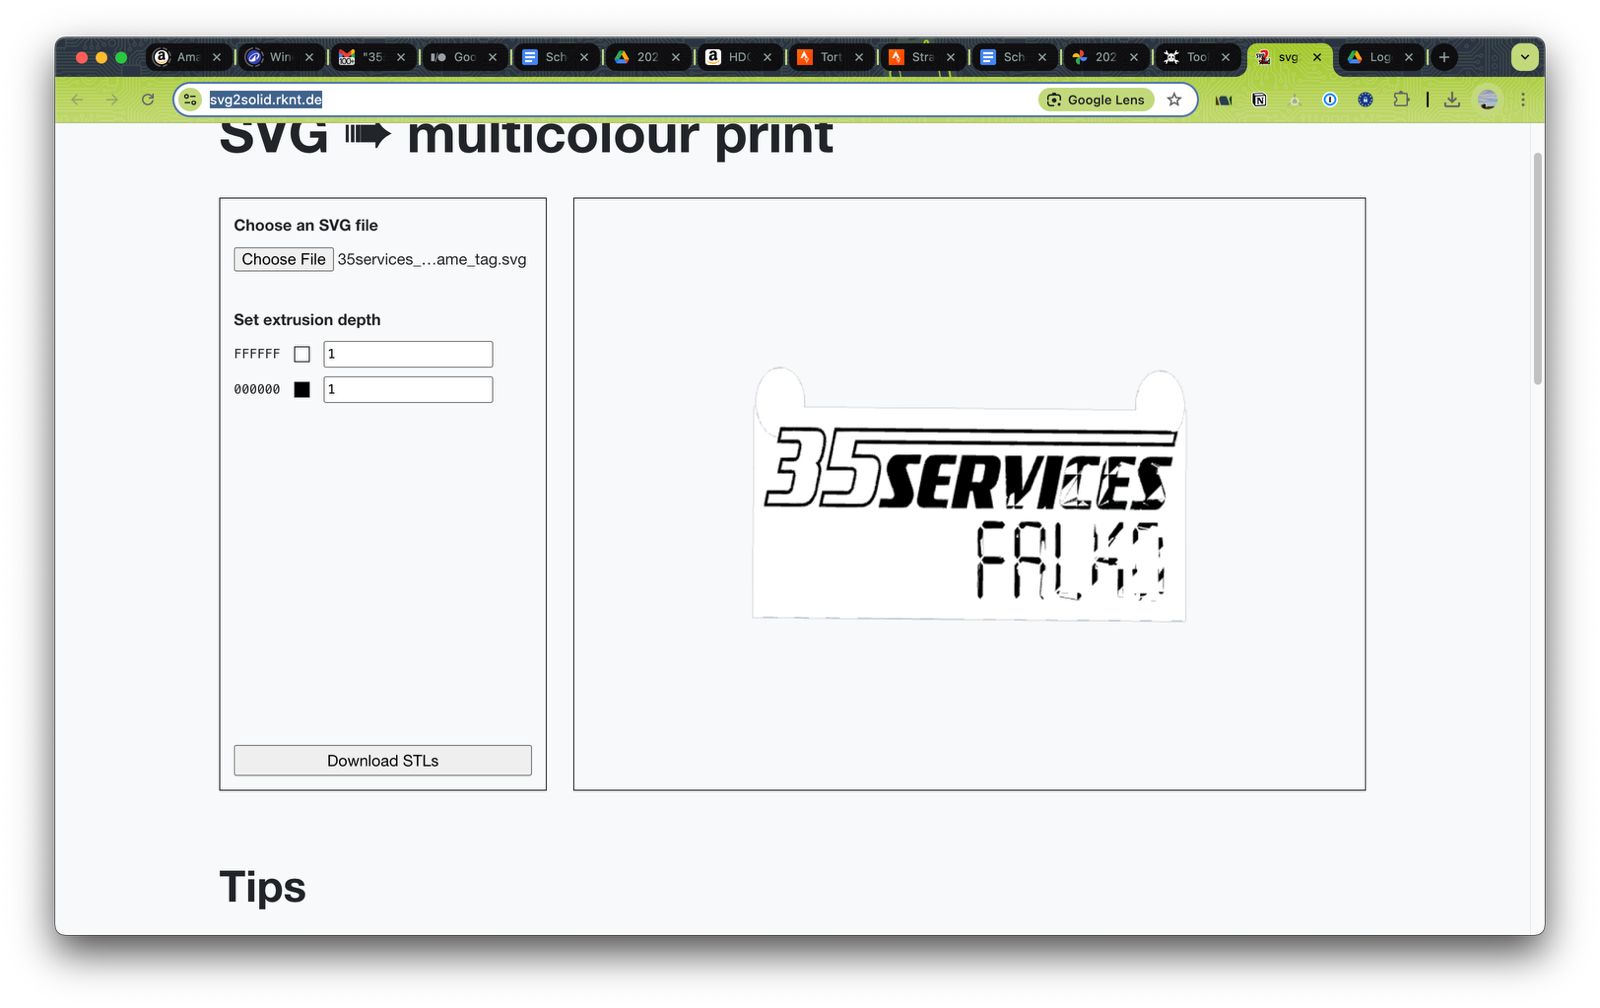 Ama
Win
"35
Goo
Sch
202
HDC
Tort
Stra
Sch
202
Tool
svg
Log
svg2solid.rknt.de
Google Lens
SVG ➠ multicolour print
Choose an SVG file
Choose File 35services_...ame_tag.svg
Set extrusion depth
FFFFFF 1
000000 1
Download STLs
35SERVICES
FALKO
Tips